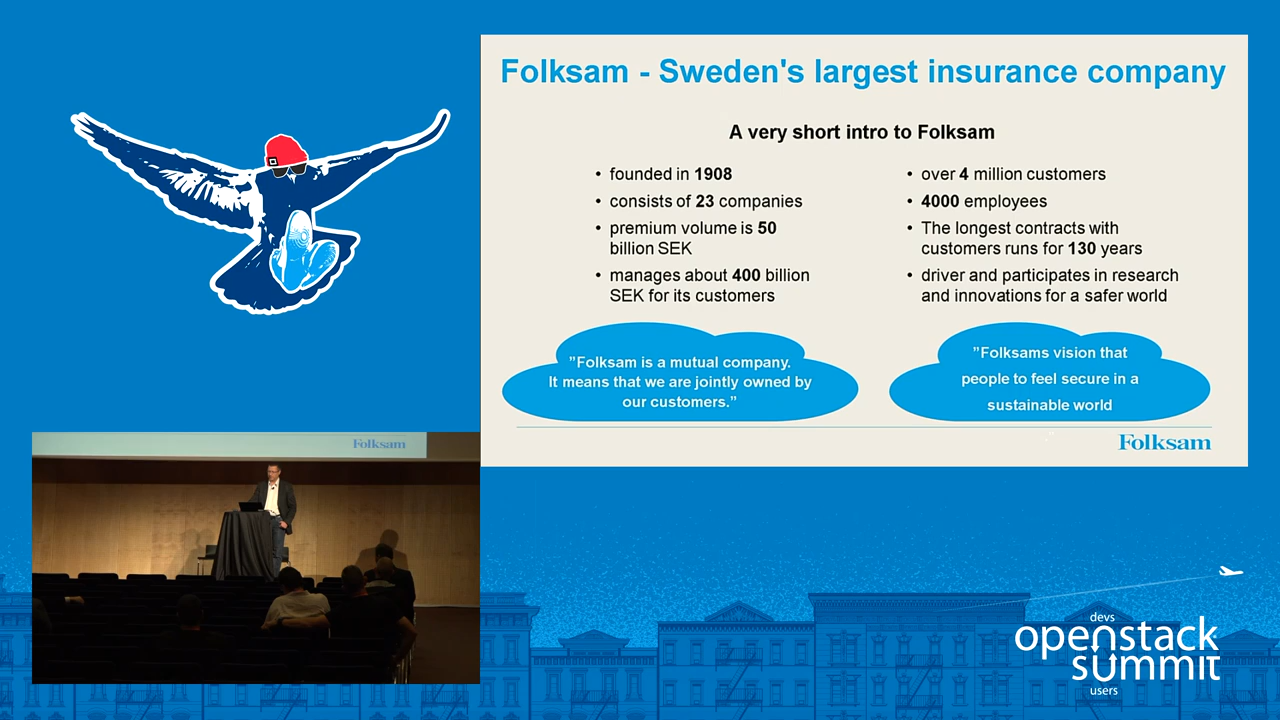 Folksam - Sweden's largest insurance company
A very short intro to Folksam
• founded in 1908
• consists of 23 companies
• premium volume is 50
billion SEK
• manages about 400 billion
SEK for its customers
• over 4 million customers
• 4000 employees
• The longest contracts with
customers runs for 130 years
• driver and participates in research
and innovations for a safer world
”Folksam is a mutual company.
It means that we are jointly owned by
our customers.”
”Folksams vision that
people to feel secure in a
sustainable world
Folksam
Folksam
devs
openstack
summit
users